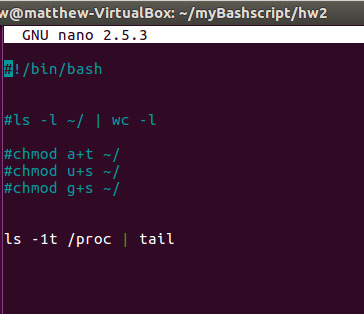 w@matthew-VirtualBox: ~/myBashscript/hw2
GNU nano 2.5.3
#!/bin/bash
#ls -l ~/ | wc -l
#chmod a+t ~/
#chmod u+s ~/
#chmod g+s ~/
ls -1t /proc | tail